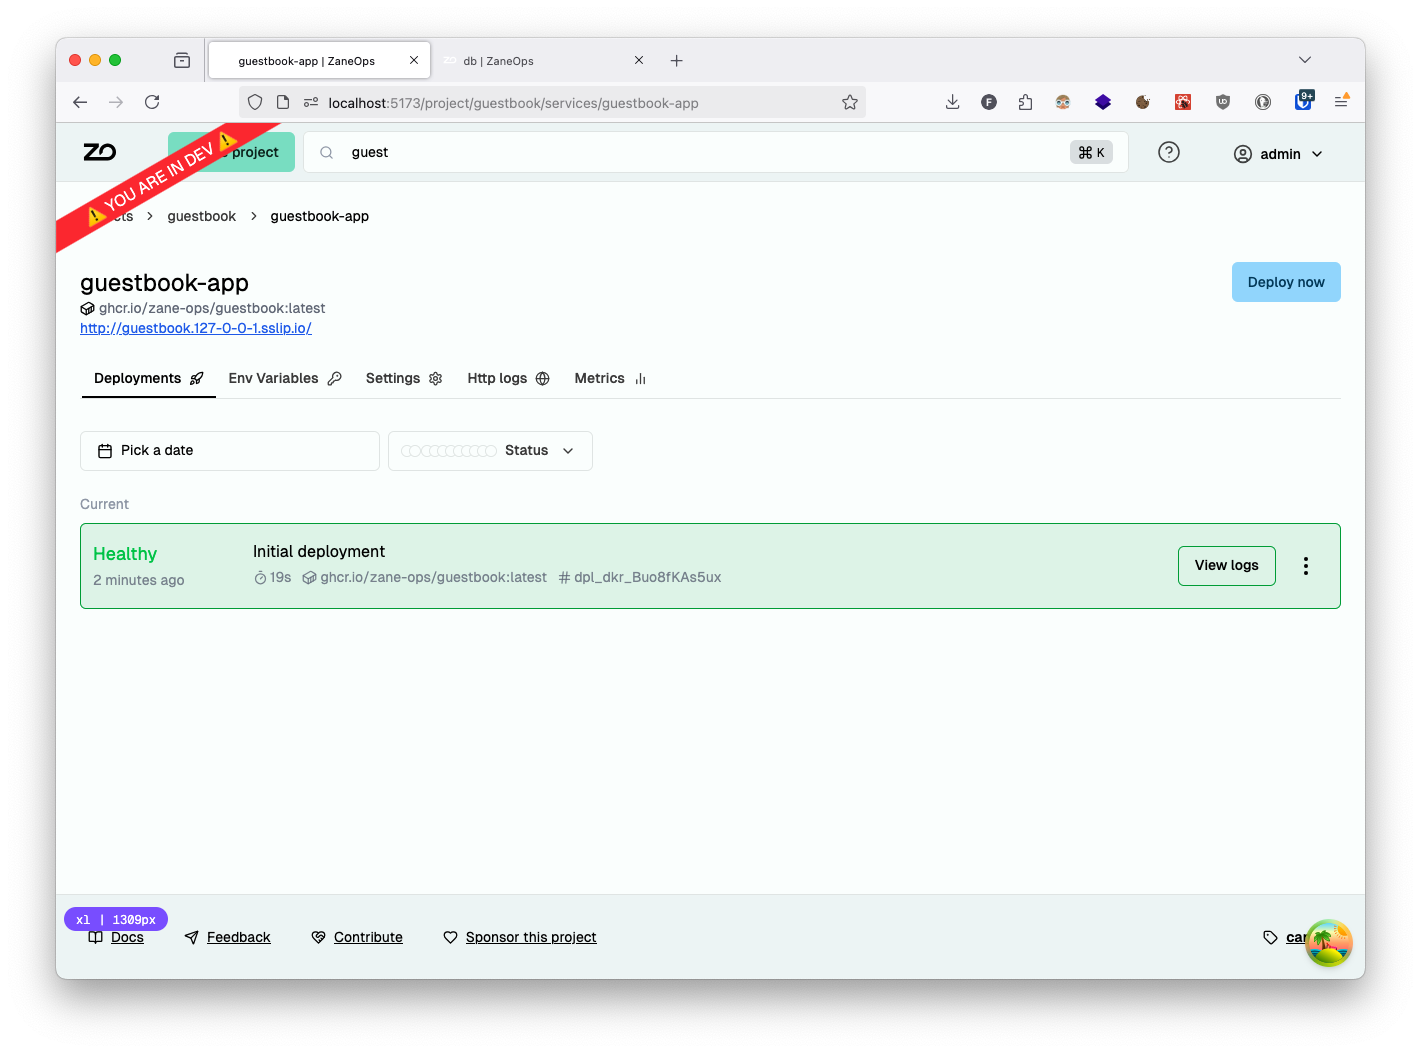 guestbook-app | ZaneOps
db | ZaneOps
localhost:5173/project/guestbook/services/guestbook-app
F
UD
9+
ZO
project
guest
⌘ K
admin
YOU ARE IN DEV
guestbook
guestbook-app
guestbook-app
ghcr.io/zane-ops/guestbook:latest
http://guestbook.127-0-0-1.sslip.io/
Deploy now
Deployments
Env Variables
Settings
Http logs
Metrics
Pick a date
Status
Current
Healthy
2 minutes ago
Initial deployment
19s ghcr.io/zane-ops/guestbook:latest # dpl_dkr_Buo8fKAs5ux
View logs
xl | 1309px
Docs
Feedback
Contribute
Sponsor this project